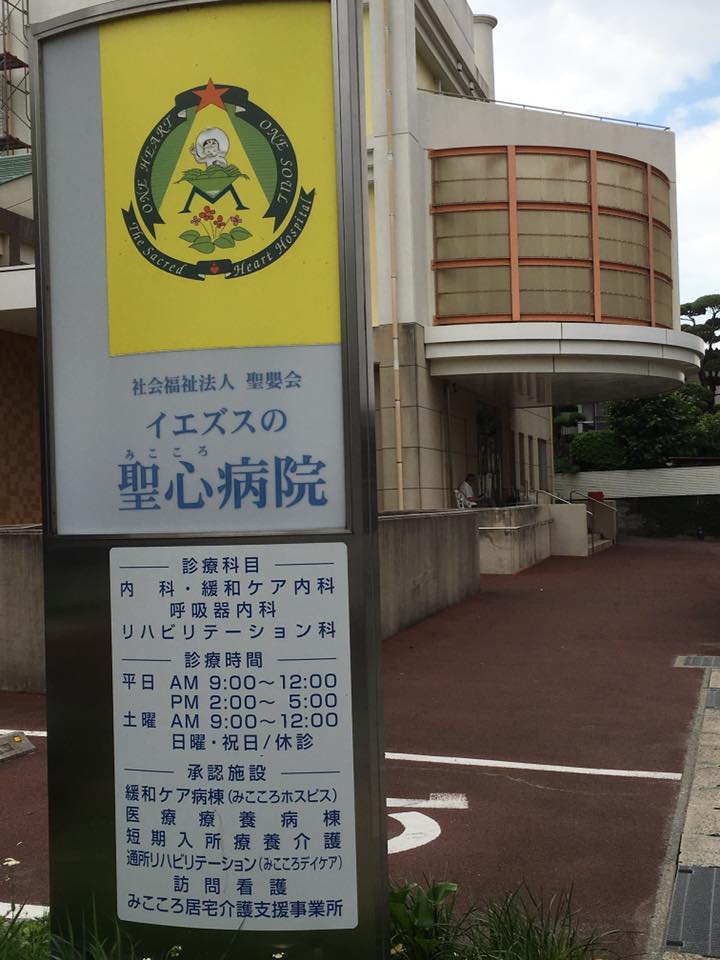 ONE HEART ONE SOUL
The Sacred Heart Hospital
社会福祉法人 聖嬰会
イエズスの
みこころ
聖心病院
診療科目
内 科・緩和ケア内科
呼吸器内科
リハビリテーション科
診療時間
平日 AM 9:00～12:00
PM 2:00～ 5:00
土曜 AM 9:00～12:00
日曜・祝日/休診
承認施設
緩和ケア病棟(みこころホスピス)
医療療養病棟
短期入所療養介護
通所リハビリテーション(みこころデイケア)
訪問看護
みこころ居宅介護支援事業所